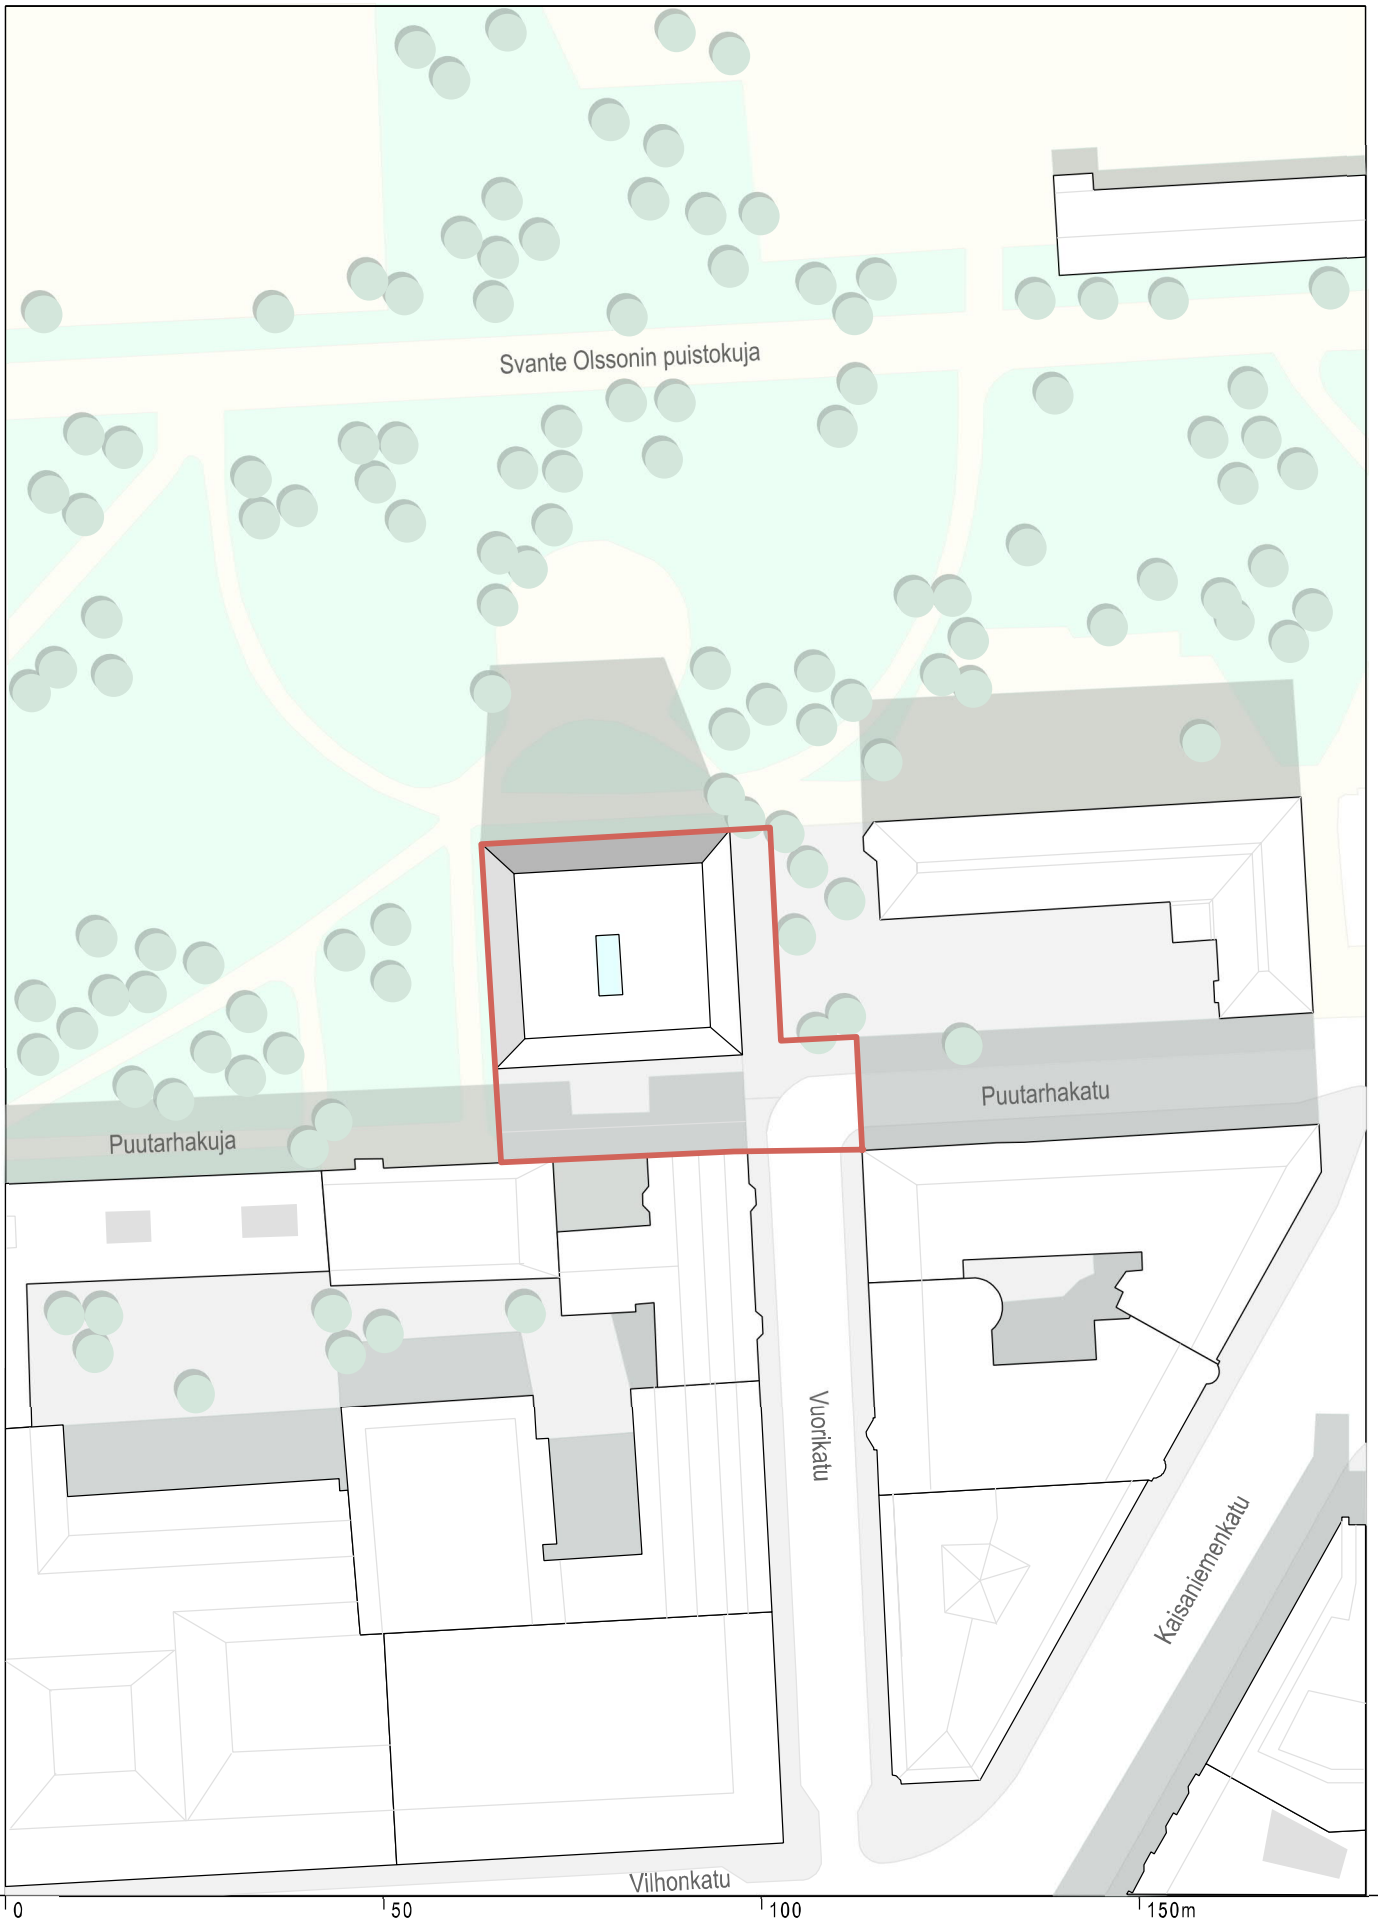 Svante Olssonin puistokuja
Puutarhakatu
Puutarhakuja
Vuorikatu
Kaisaniemenkatu
Vilhonkatu
0 50 100 150m